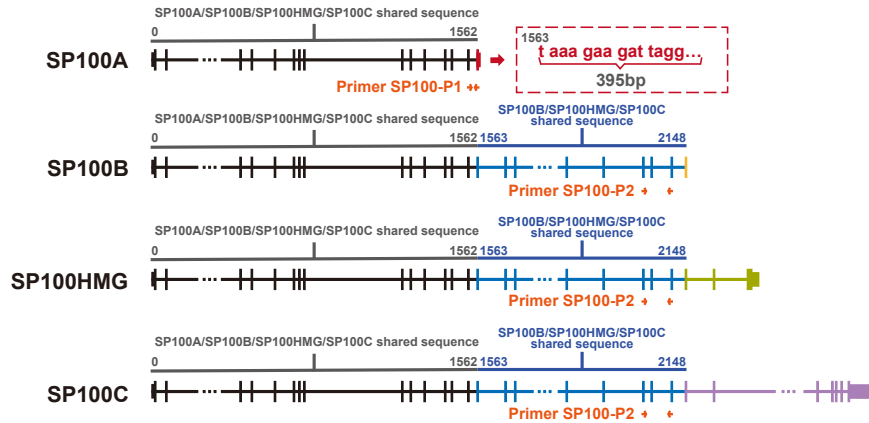 SP100A/SP100B/SP100HMG/SP100C shared sequence
0 1562
SP100A
1563
t aaa gaa gat tagg...
395bp
Primer SP100-P1
SP100A/SP100B/SP100HMG/SP100C shared sequence
SP100B/SP100HMG/SP100C
shared sequence
0 1562 1563 2148
SP100B
Primer SP100-P2
SP100A/SP100B/SP100HMG/SP100C shared sequence
SP100B/SP100HMG/SP100C
shared sequence
0 1562 1563 2148
SP100HMG
Primer SP100-P2
SP100A/SP100B/SP100HMG/SP100C shared sequence
SP100B/SP100HMG/SP100C
shared sequence
0 1562 1563 2148
SP100C
Primer SP100-P2